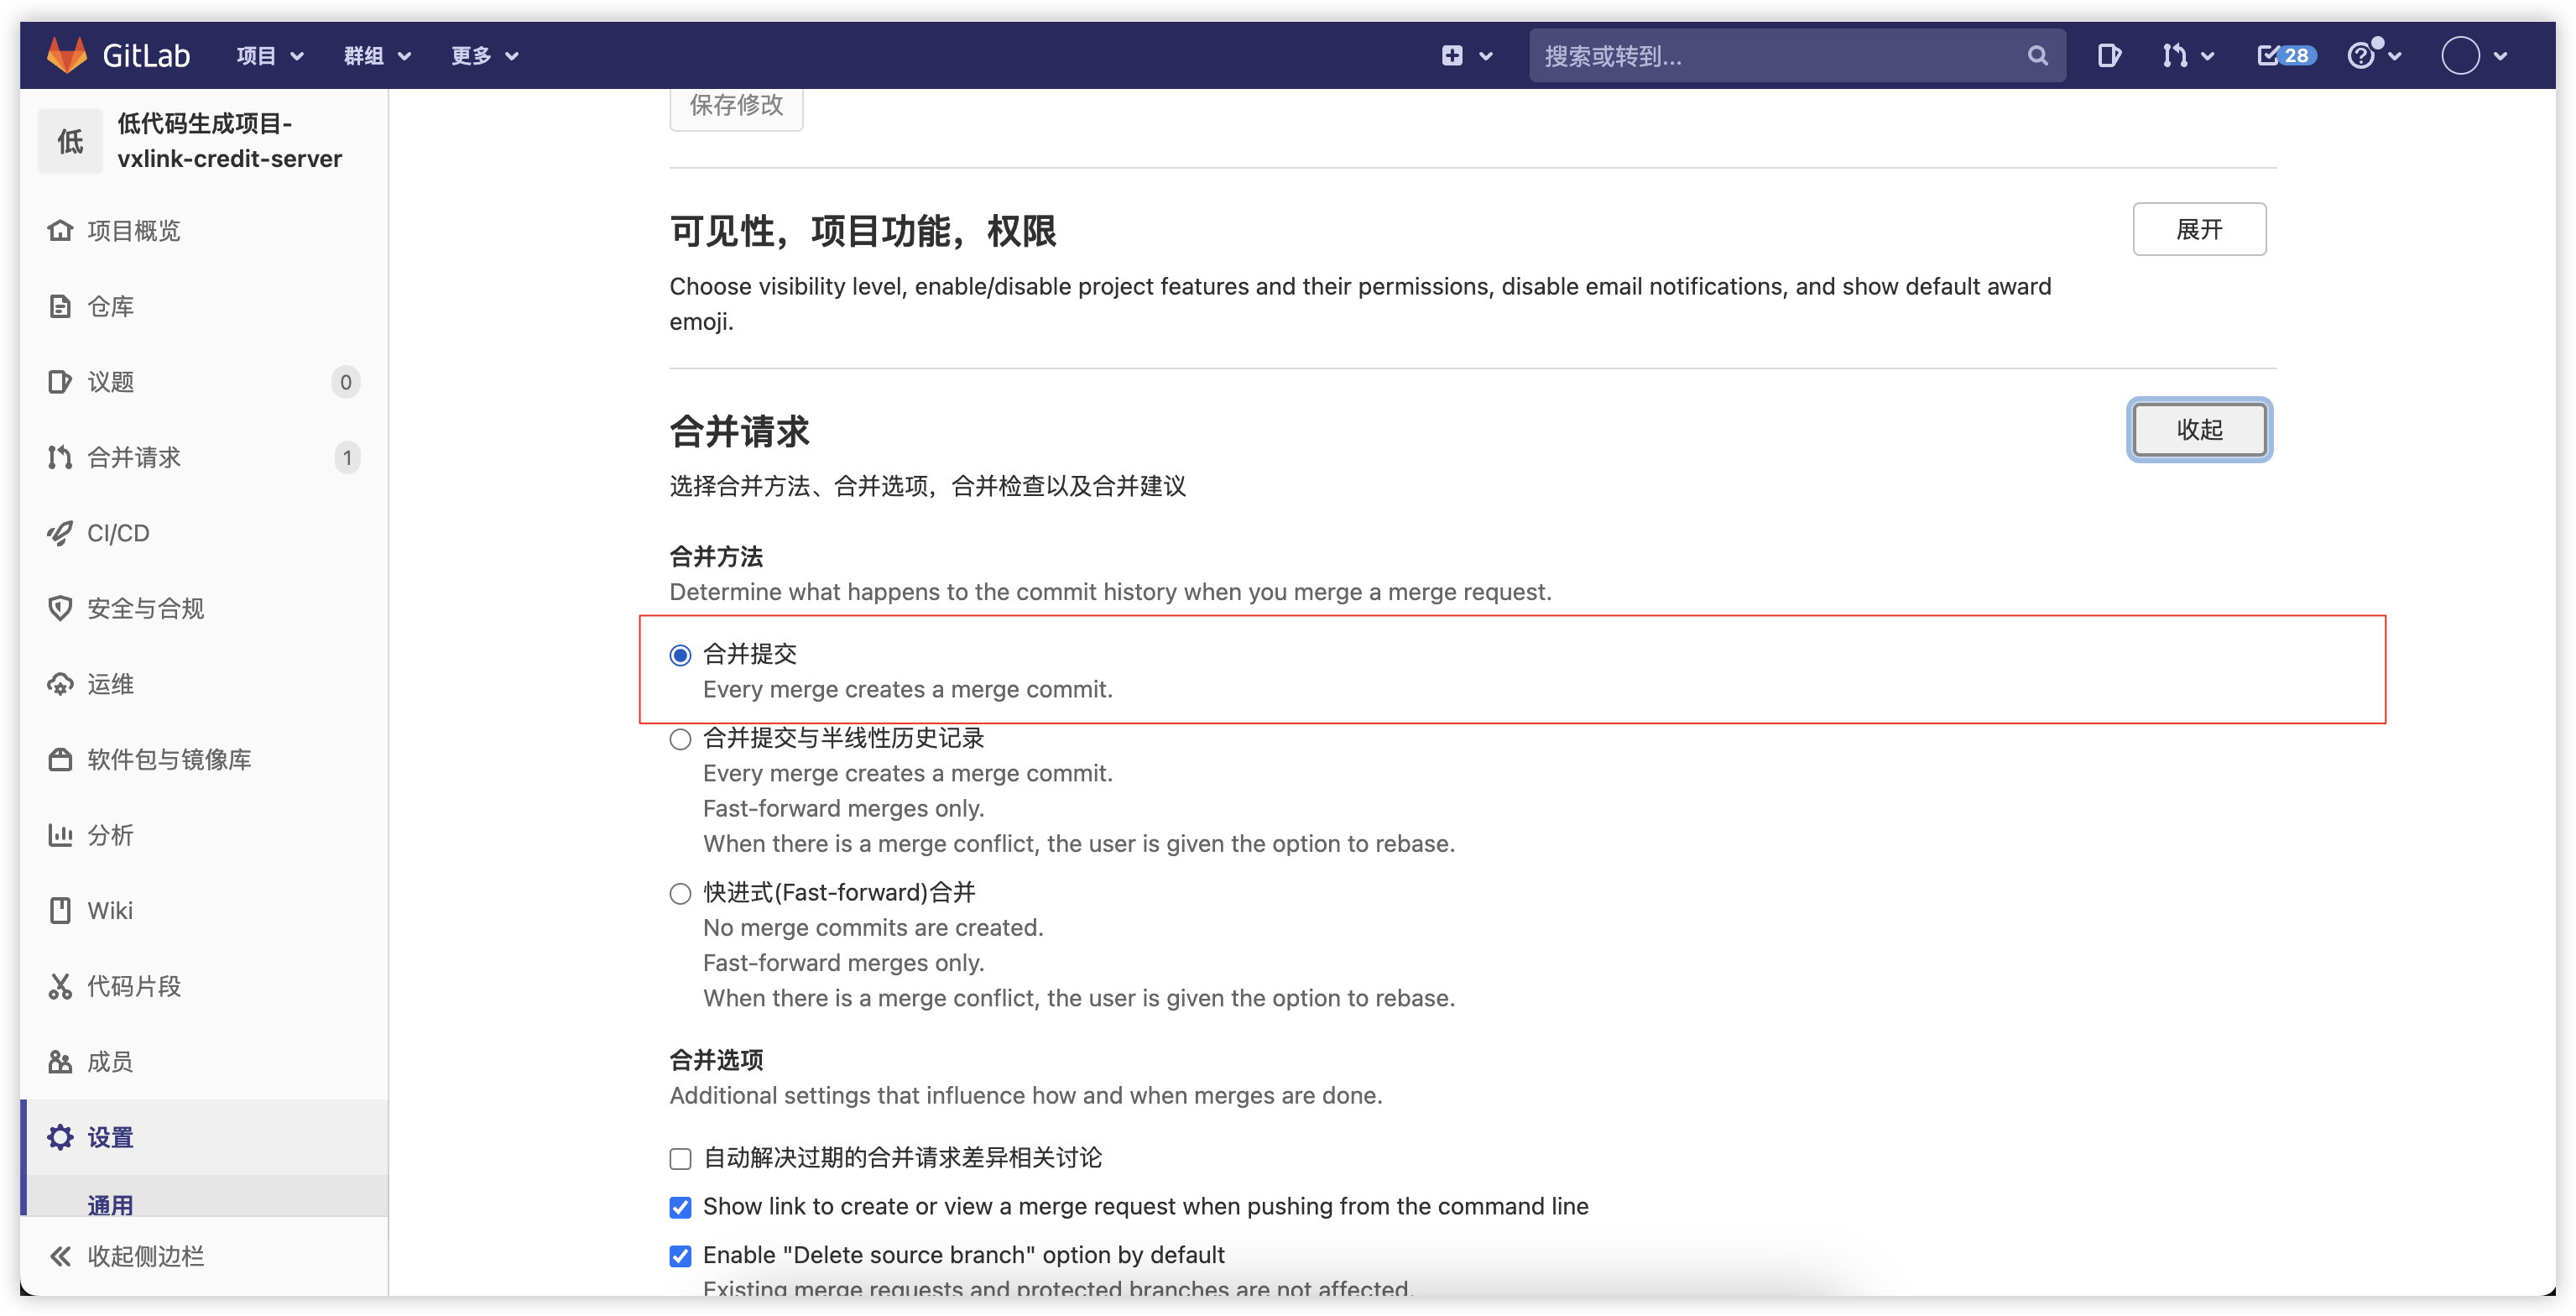 GitLab 项目 群组 更多 搜索或转到... 28
低 低代码生成项目-
vxlink-credit-server
项目概览
仓库
议题 0
合并请求 1
CI/CD
安全与合规
运维
软件包与镜像库
分析
Wiki
代码片段
成员
设置
通用
收起侧边栏
保存修改
可见性，项目功能，权限
展开
Choose visibility level, enable/disable project features and their permissions, disable email notifications, and show default award
emoji.
合并请求
收起
选择合并方法、合并选项，合并检查以及合并建议
合并方法
Determine what happens to the commit history when you merge a merge request.
合并提交
Every merge creates a merge commit.
合并提交与半线性历史记录
Every merge creates a merge commit.
Fast-forward merges only.
When there is a merge conflict, the user is given the option to rebase.
快进式(Fast-forward)合并
No merge commits are created.
Fast-forward merges only.
When there is a merge conflict, the user is given the option to rebase.
合并选项
Additional settings that influence how and when merges are done.
自动解决过期的合并请求差异相关讨论
Show link to create or view a merge request when pushing from the command line
Enable "Delete source branch" option by default
Existing merge requests and protected branches are not affected.